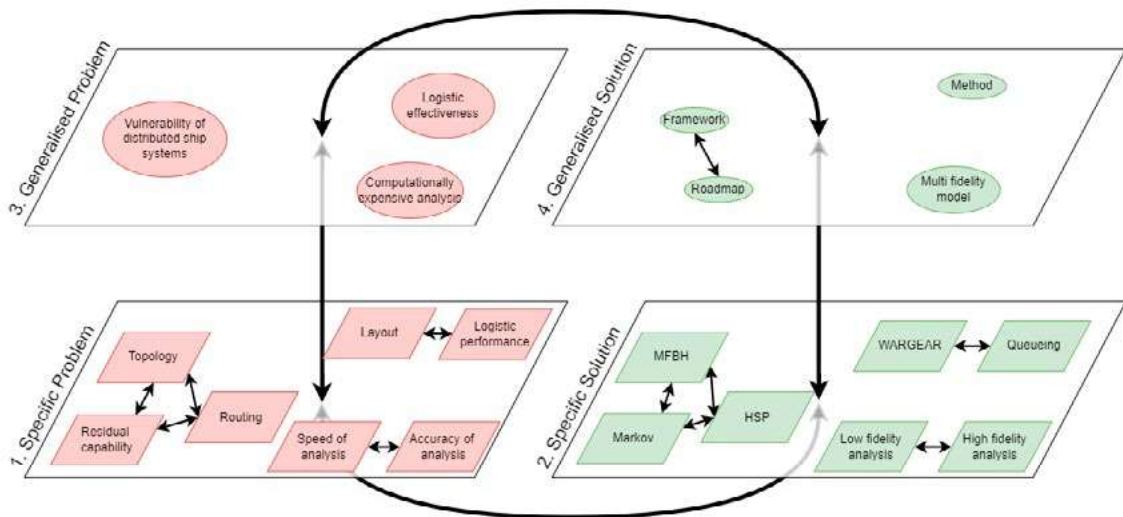 3. Generalised Problem
Vulnerability of
distributed ship
systems
Logistic
effectiveness
Computationally
expensive analysis
4. Generalised Solution
Framework
Roadmap
Method
Multi fidelity
model
1. Specific Problem
Topology
Residual
capability
Routing
Layout
Logistic
performance
Speed of
analysis
Accuracy of
analysis
2. Specific Solution
MFBH
Markov
HSP
WARGEAR
Queueing
Low fidelity
analysis
High fidelity
analysis